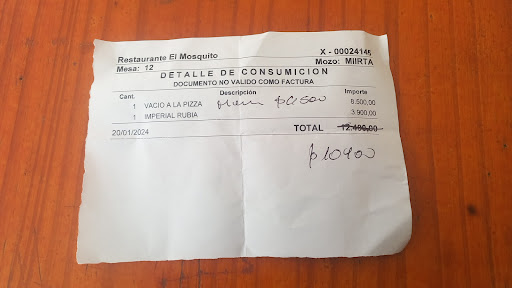 Restaurante El Mosquito X - 00024145
Mesa: 12 Mozo: MIIRTA
DETALLE DE CONSUMICION
DOCUMENTO NO VALIDO COMO FACTURA
Cant. Descripción Importe
1 VACIO A LA PIZZA 8.500,00
1 IMPERIAL RUBIA 3.900,00
20/01/2024 TOTAL 12.400,00
$10400